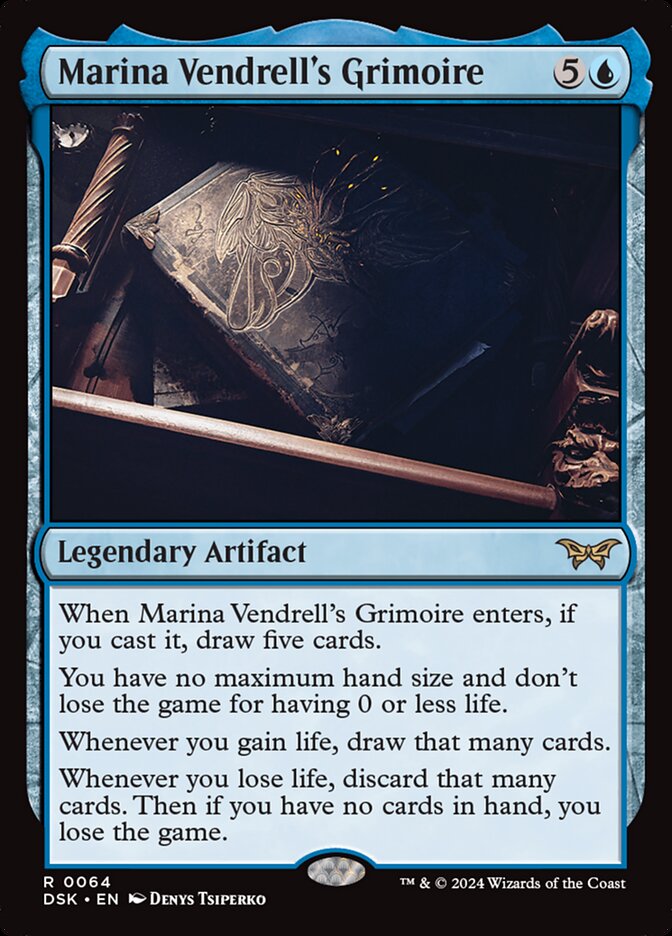 Marina Vendrell's Grimoire 5
Legendary Artifact
When Marina Vendrell's Grimoire enters, if
you cast it, draw five cards.
You have no maximum hand size and don't
lose the game for having 0 or less life.
Whenever you gain life, draw that many cards.
Whenever you lose life, discard that many
cards. Then if you have no cards in hand, you
lose the game.
R 0064
DSK • EN Denys Tsiperko
™ & © 2024 Wizards of the Coast